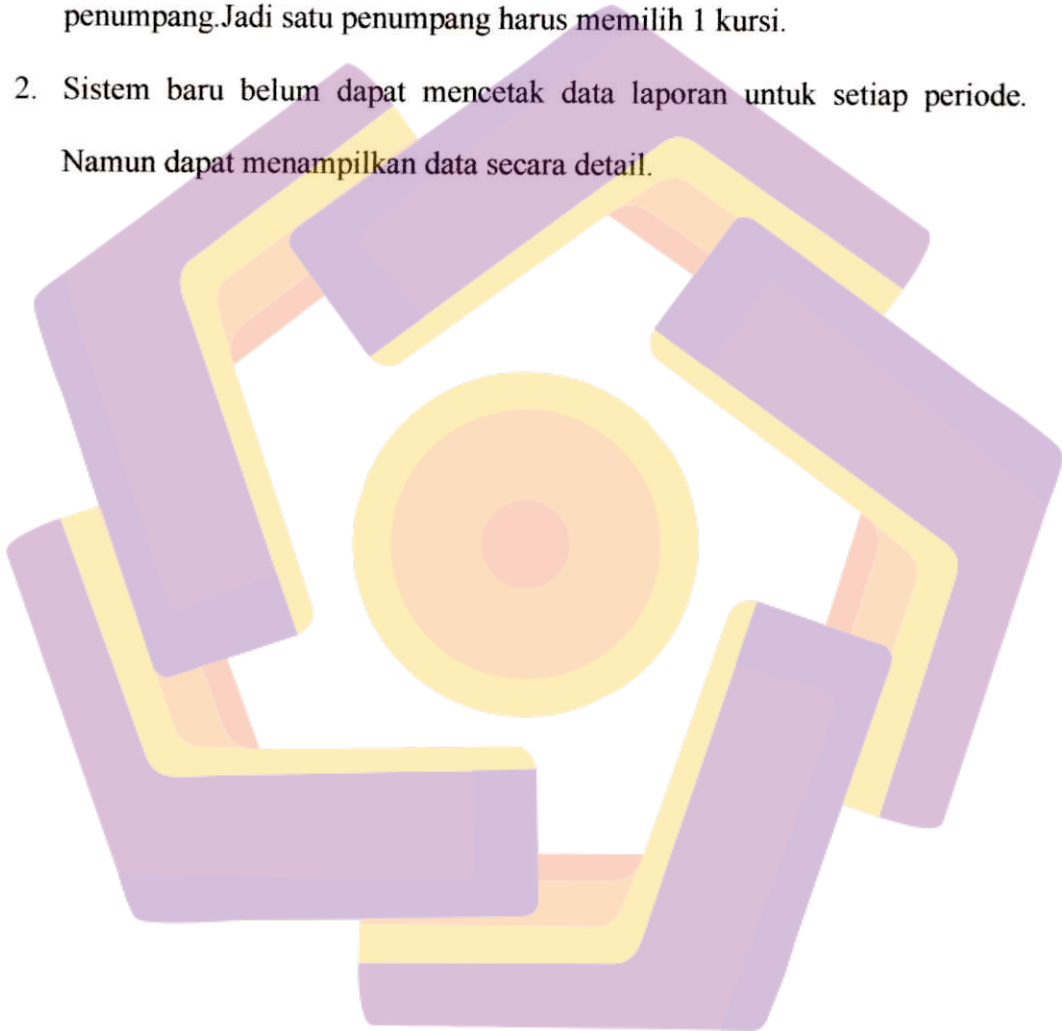 penumpang.Jadi satu penumpang harus memilih 1 kursi.
2. Sistem baru belum dapat mencetak data laporan untuk setiap periode.
Namun dapat menampilkan data secara detail.